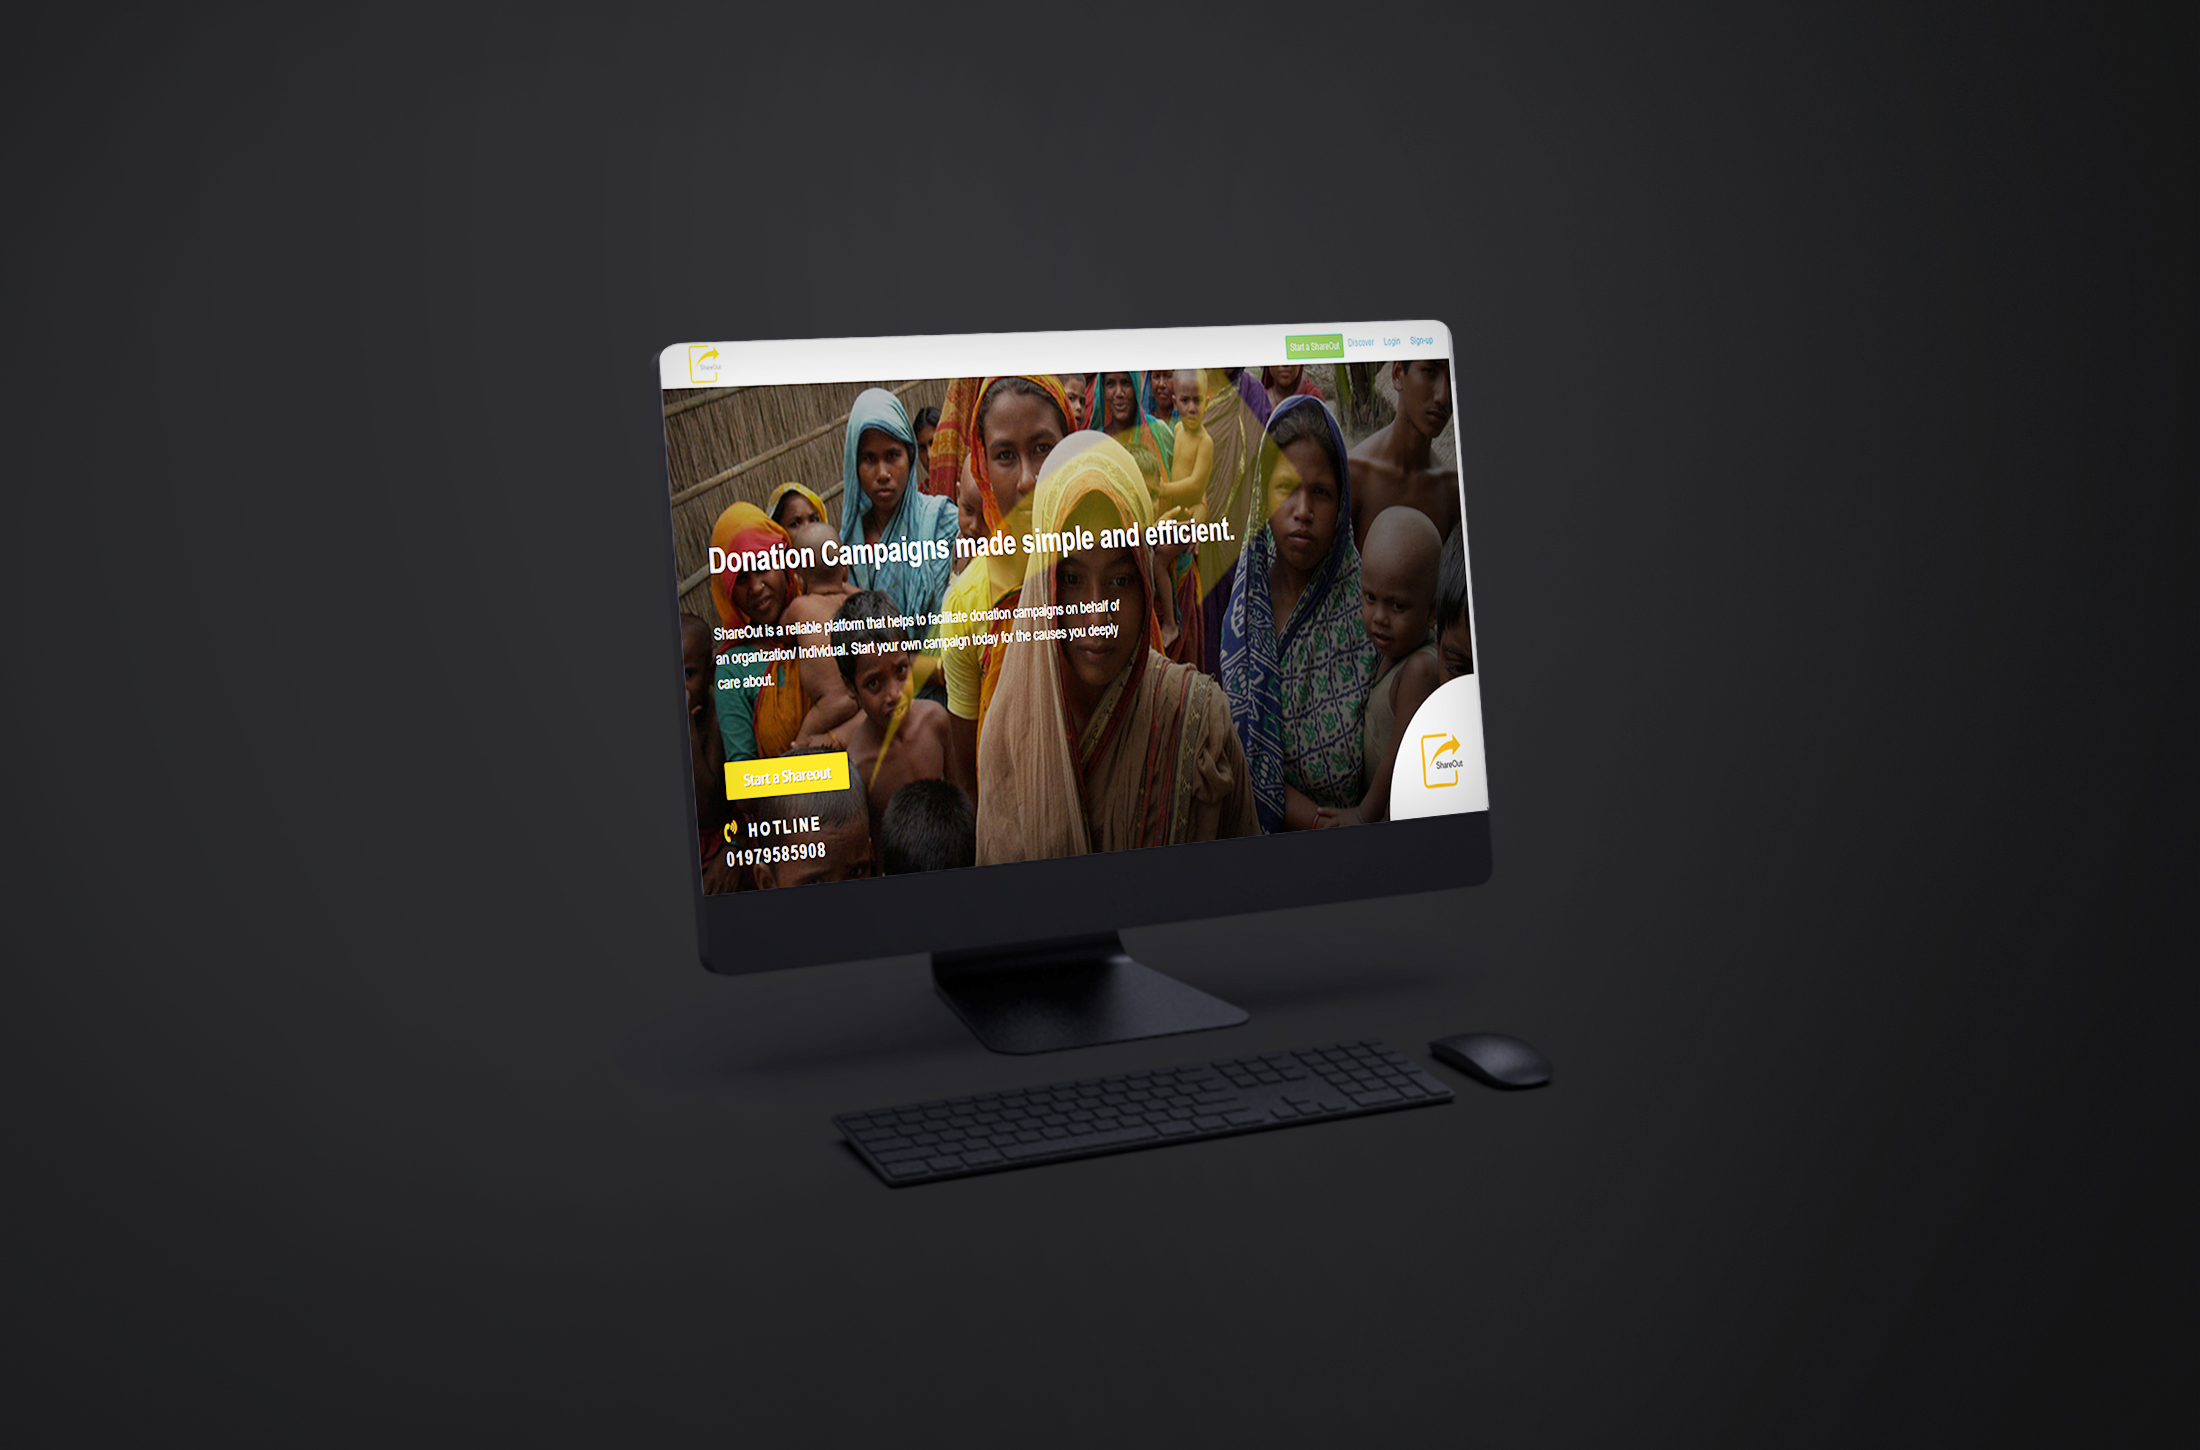 ShareOut
Start a ShareOut
Discover
Login
Sign-up
Donation Campaigns made simple and efficient.
ShareOut is a reliable platform that helps to facilitate donation campaigns on behalf of
an organization/ Individual. Start your own campaign today for the causes you deeply
care about.
Start a Shareout
HOTLINE
01979585908
ShareOut